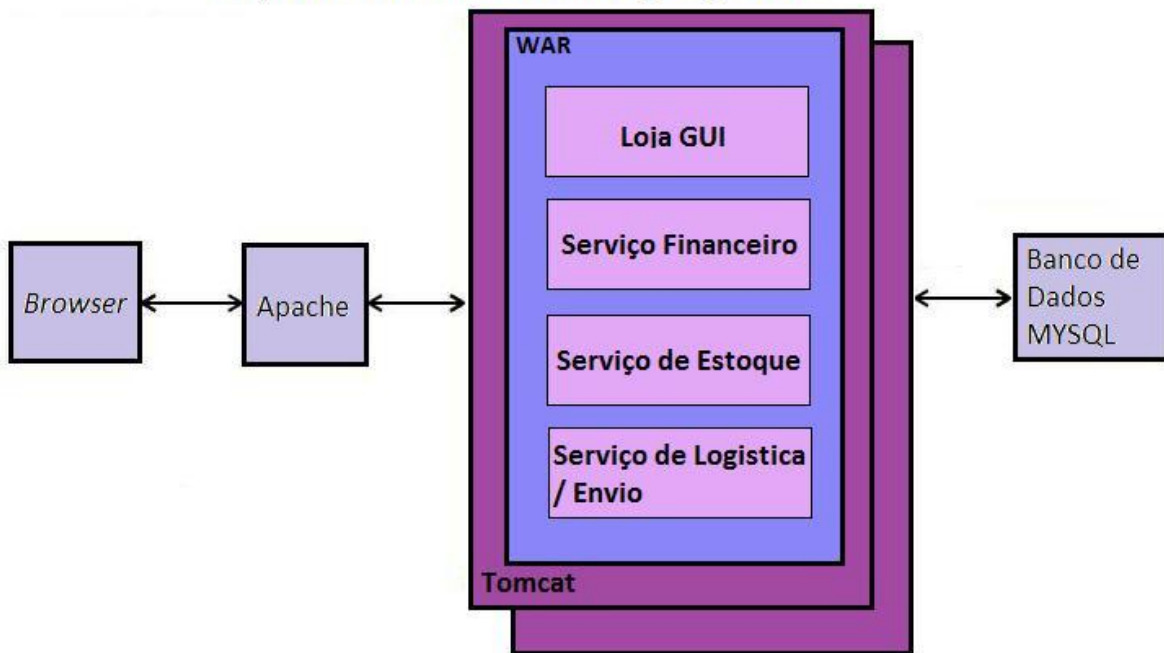 WAR
Loja GUI
Serviço Financeiro
Serviço de Estoque
Serviço de Logistica
/ Envio
Tomcat
Browser
Apache
Banco de
Dados
MYSQL